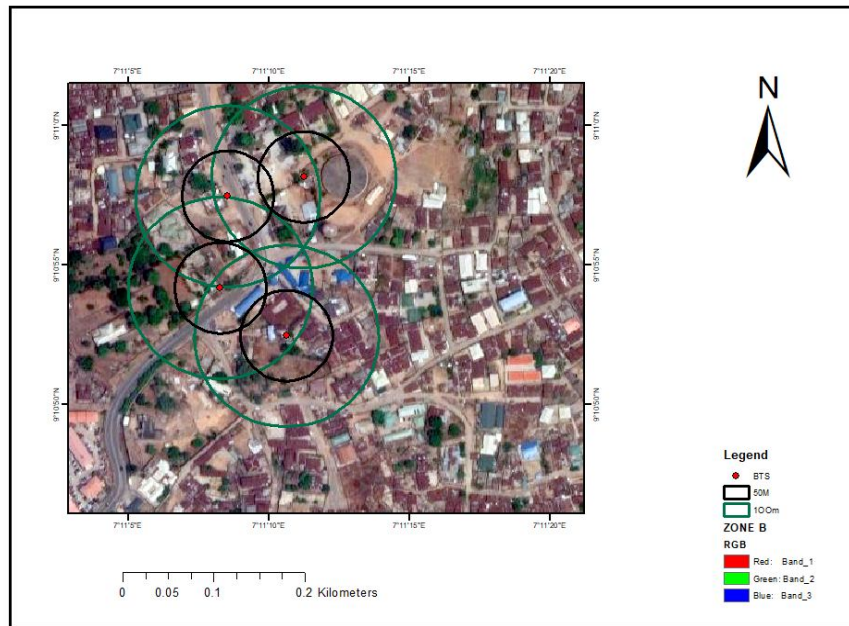 7°11'5"E 7°11'10"E 7°11'15"E 7°11'20"E
N
9°11'0"N 9°11'0"N
9°10'55"N 9°10'55"N
9°10'50"N 9°10'50"N
7°11'5"E 7°11'10"E 7°11'15"E 7°11'20"E
0 0.05 0.1 0.2 Kilometers
Legend
BTS
50M
1OOm
ZONE B
RGB
Red: Band_1
Green: Band_2
Blue: Band_3